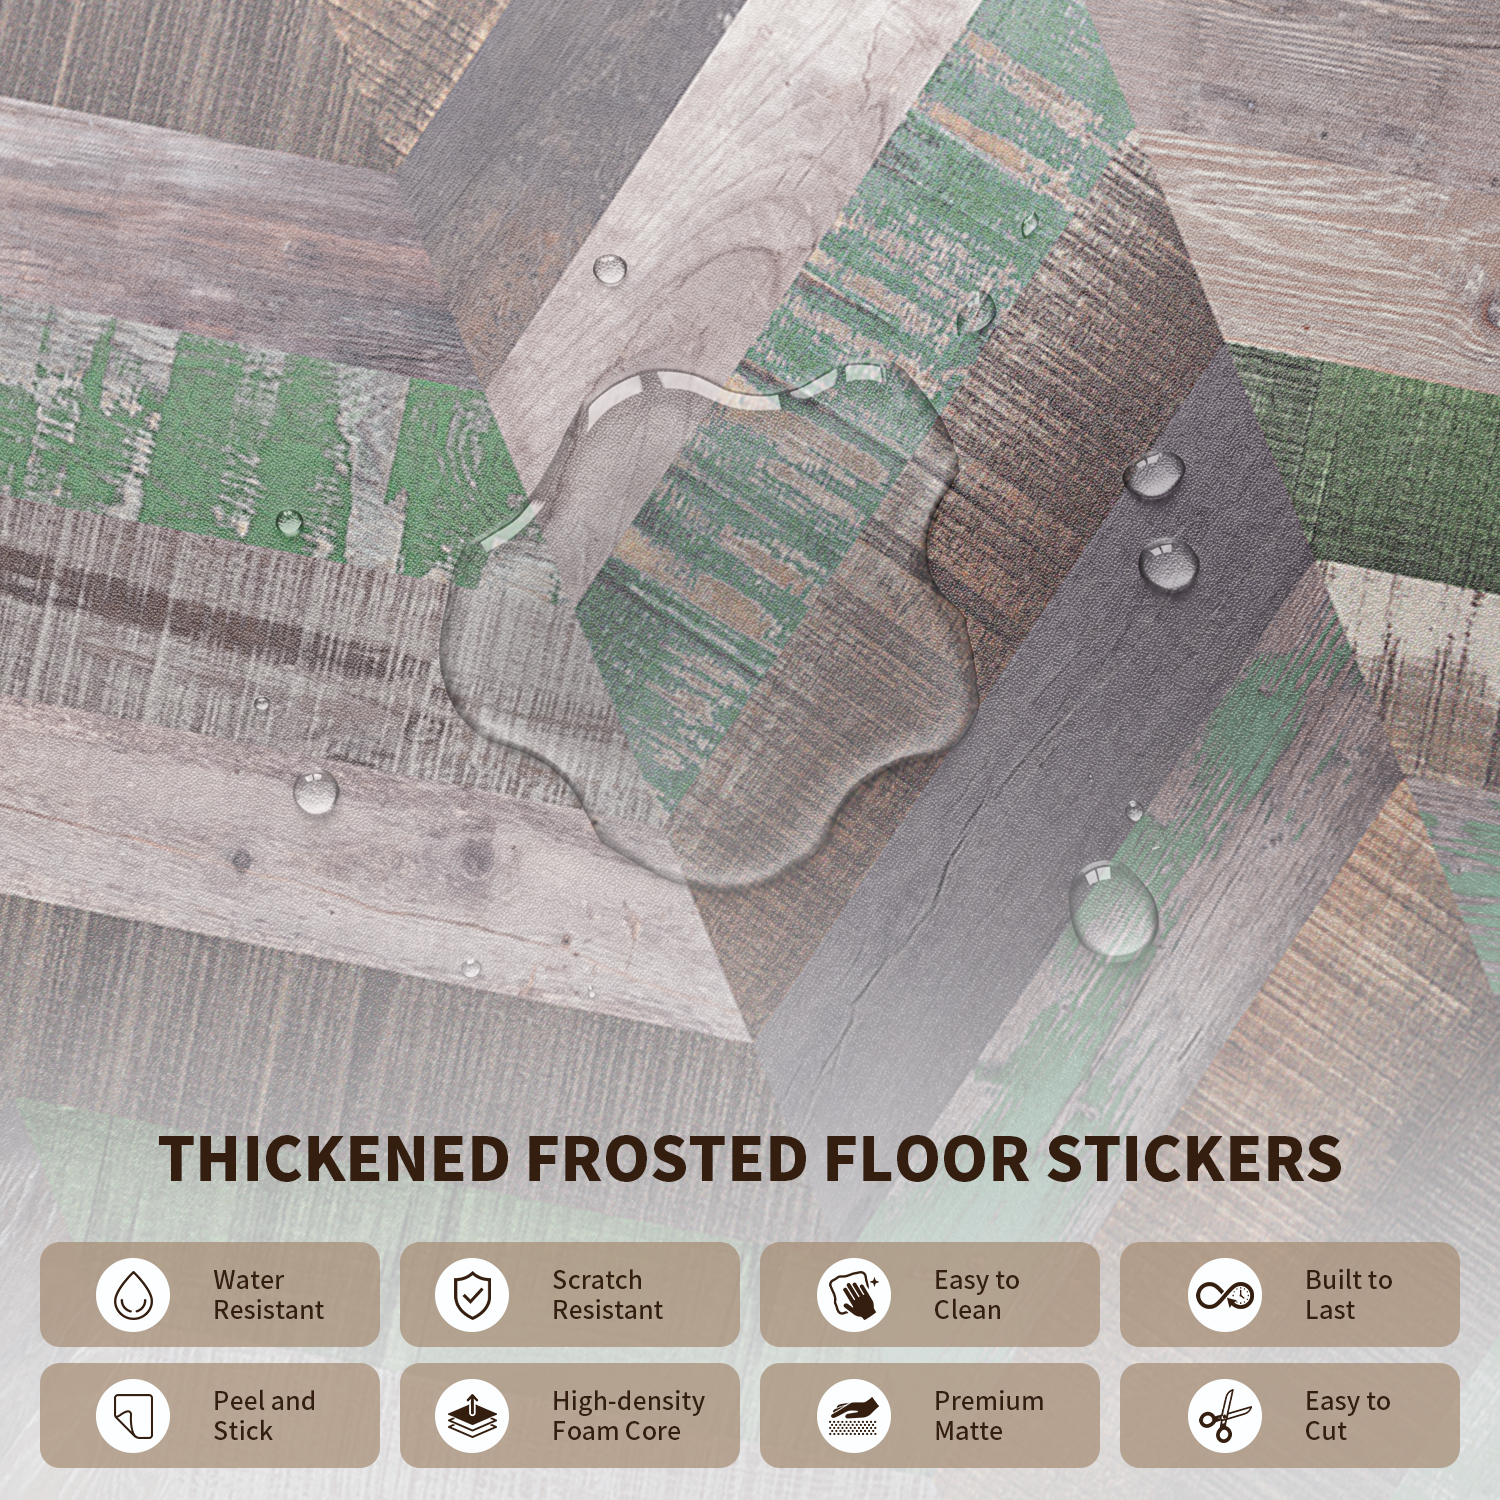 THICKENED FROSTED FLOOR STICKERS
Water
Resistant
Scratch
Resistant
Easy to
Clean
Built to
Last
Peel and
Stick
High-density
Foam Core
Premium
Matte
Easy to
Cut